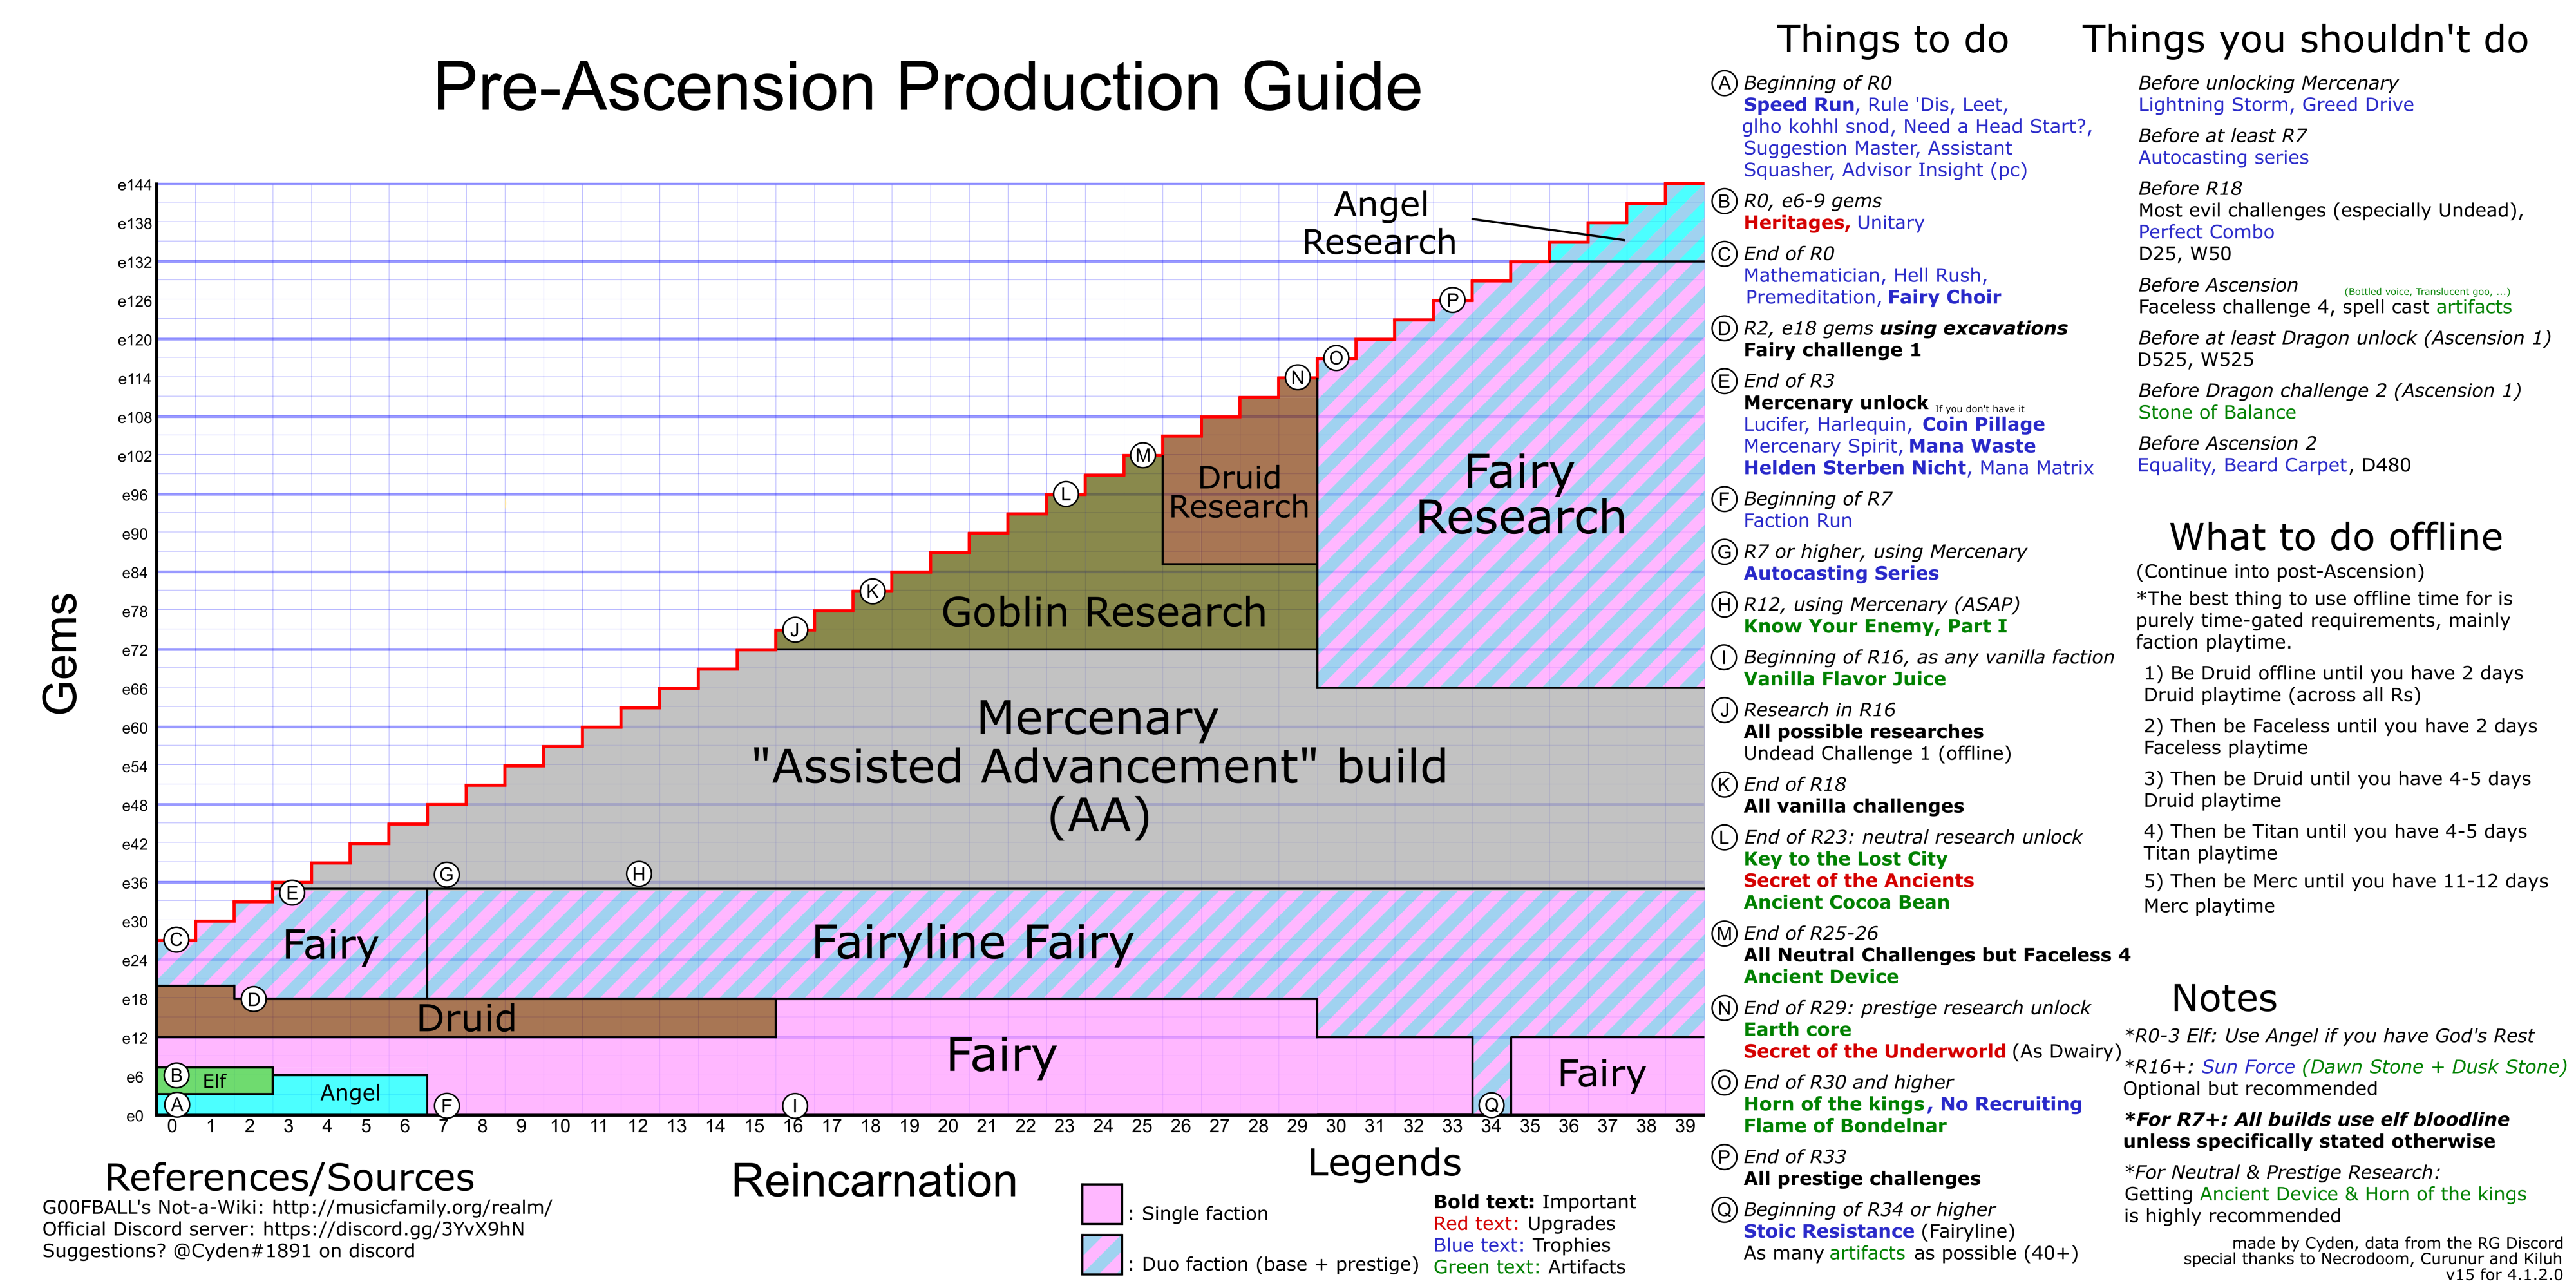 Pre-Ascension Production Guide
Gems
e144
e138
e132
e126
e120
e114
e108
e102
e96
e90
e84
e78
e72
e66
e60
e54
e48
e42
e36
e30
e24
e18
e12
e6
e0
0 1 2 3 4 5 6 7 8 9 10 11 12 13 14 15 16 17 18 19 20 21 22 23 24 25 26 27 28 29 30 31 32 33 34 35 36 37 38 39
Reincarnation
Angel
Research
P
O
N
M
L
K
J
Druid
Research
Fairy
Research
Goblin Research
Mercenary
"Assisted Advancement" build
(AA)
G
H
E
C
Fairy
Fairyline Fairy
D
Druid
Fairy
Fairy
B
Elf
Angel
A
F
I
Q
References/Sources
G00FBALL's Not-a-Wiki: http://musicfamily.org/realm/
Official Discord server: https://discord.gg/3YvX9hN
Suggestions? @Cyden#1891 on discord
Legends
: Single faction
: Duo faction (base + prestige)
Bold text: Important
Red text: Upgrades
Blue text: Trophies
Green text: Artifacts
Things to do
A Beginning of R0
Speed Run, Rule 'Dis, Leet,
glho kohhl snod, Need a Head Start?,
Suggestion Master, Assistant
Squasher, Advisor Insight (pc)
B R0, e6-9 gems
Heritages, Unitary
C End of R0
Mathematician, Hell Rush,
Premeditation, Fairy Choir
D R2, e18 gems using excavations
Fairy challenge 1
E End of R3
Mercenary unlock If you don't have it
Lucifer, Harlequin, Coin Pillage
Mercenary Spirit, Mana Waste
Helden Sterben Nicht, Mana Matrix
F Beginning of R7
Faction Run
G R7 or higher, using Mercenary
Autocasting Series
H R12, using Mercenary (ASAP)
Know Your Enemy, Part I
I Beginning of R16, as any vanilla faction
Vanilla Flavor Juice
J Research in R16
All possible researches
Undead Challenge 1 (offline)
K End of R18
All vanilla challenges
L End of R23: neutral research unlock
Key to the Lost City
Secret of the Ancients
Ancient Cocoa Bean
M End of R25-26
All Neutral Challenges but Faceless 4
Ancient Device
N End of R29: prestige research unlock
Earth core
Secret of the Underworld (As Dwairy)
O End of R30 and higher
Horn of the kings, No Recruiting
Flame of Bondelnar
P End of R33
All prestige challenges
Q Beginning of R34 or higher
Stoic Resistance (Fairyline)
As many artifacts as possible (40+)
Things you shouldn't do
Before unlocking Mercenary
Lightning Storm, Greed Drive
Before at least R7
Autocasting series
Before R18
Most evil challenges (especially Undead),
Perfect Combo
D25, W50
Before Ascension (Bottled voice, Translucent goo, ...)
Faceless challenge 4, spell cast artifacts
Before at least Dragon unlock (Ascension 1)
D525, W525
Before Dragon challenge 2 (Ascension 1)
Stone of Balance
Before Ascension 2
Equality, Beard Carpet, D480
What to do offline
(Continue into post-Ascension)
*The best thing to use offline time for is
purely time-gated requirements, mainly
faction playtime.
1) Be Druid offline until you have 2 days
Druid playtime (across all Rs)
2) Then be Faceless until you have 2 days
Faceless playtime
3) Then be Druid until you have 4-5 days
Druid playtime
4) Then be Titan until you have 4-5 days
Titan playtime
5) Then be Merc until you have 11-12 days
Merc playtime
Notes
*R0-3 Elf: Use Angel if you have God's Rest
*R16+: Sun Force (Dawn Stone + Dusk Stone)
Optional but recommended
*For R7+: All builds use elf bloodline
unless specifically stated otherwise
*For Neutral & Prestige Research:
Getting Ancient Device & Horn of the kings
is highly recommended
made by Cyden, data from the RG Discord
special thanks to Necrodoom, Curunur and Kiluh
v15 for 4.1.2.0